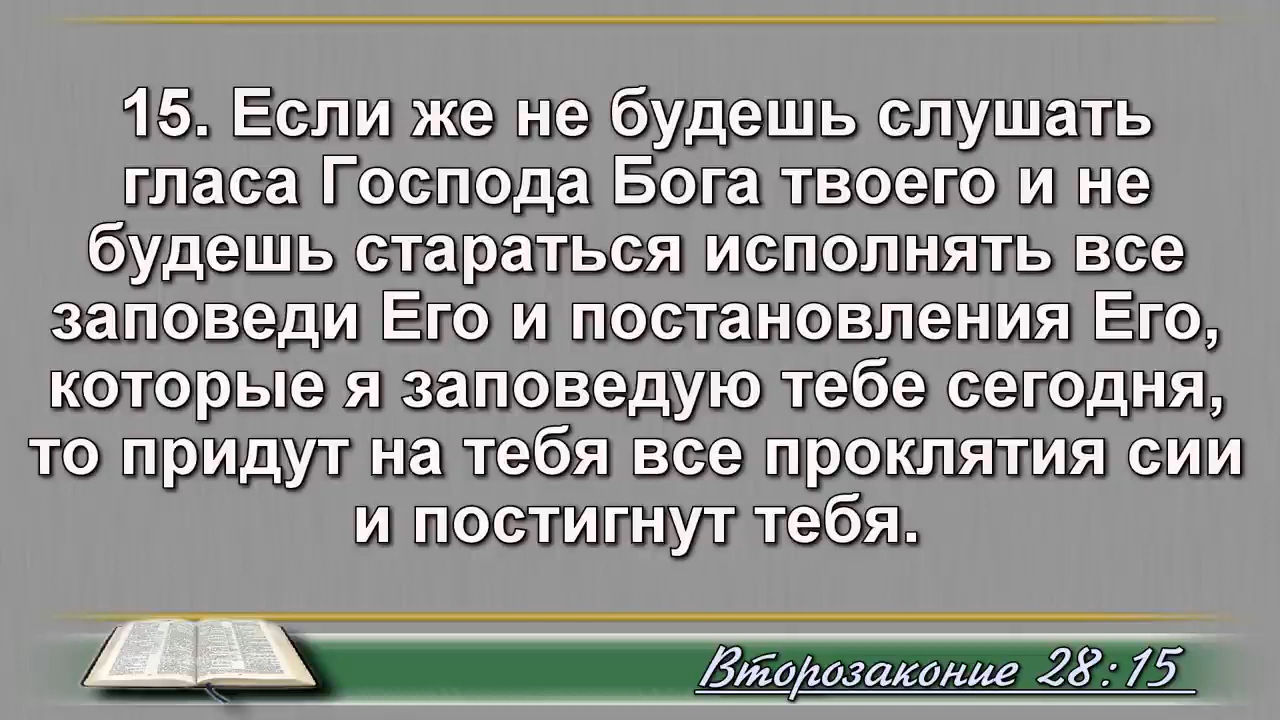 15. Если же не будешь слушать
гласа Господа Бога твоего и не
будешь стараться исполнять все
заповеди Его и постановления Его,
которые я заповедую тебе сегодня,
то придут на тебя все проклятия сии
и постигнут тебя.
Второзаконие 28:15